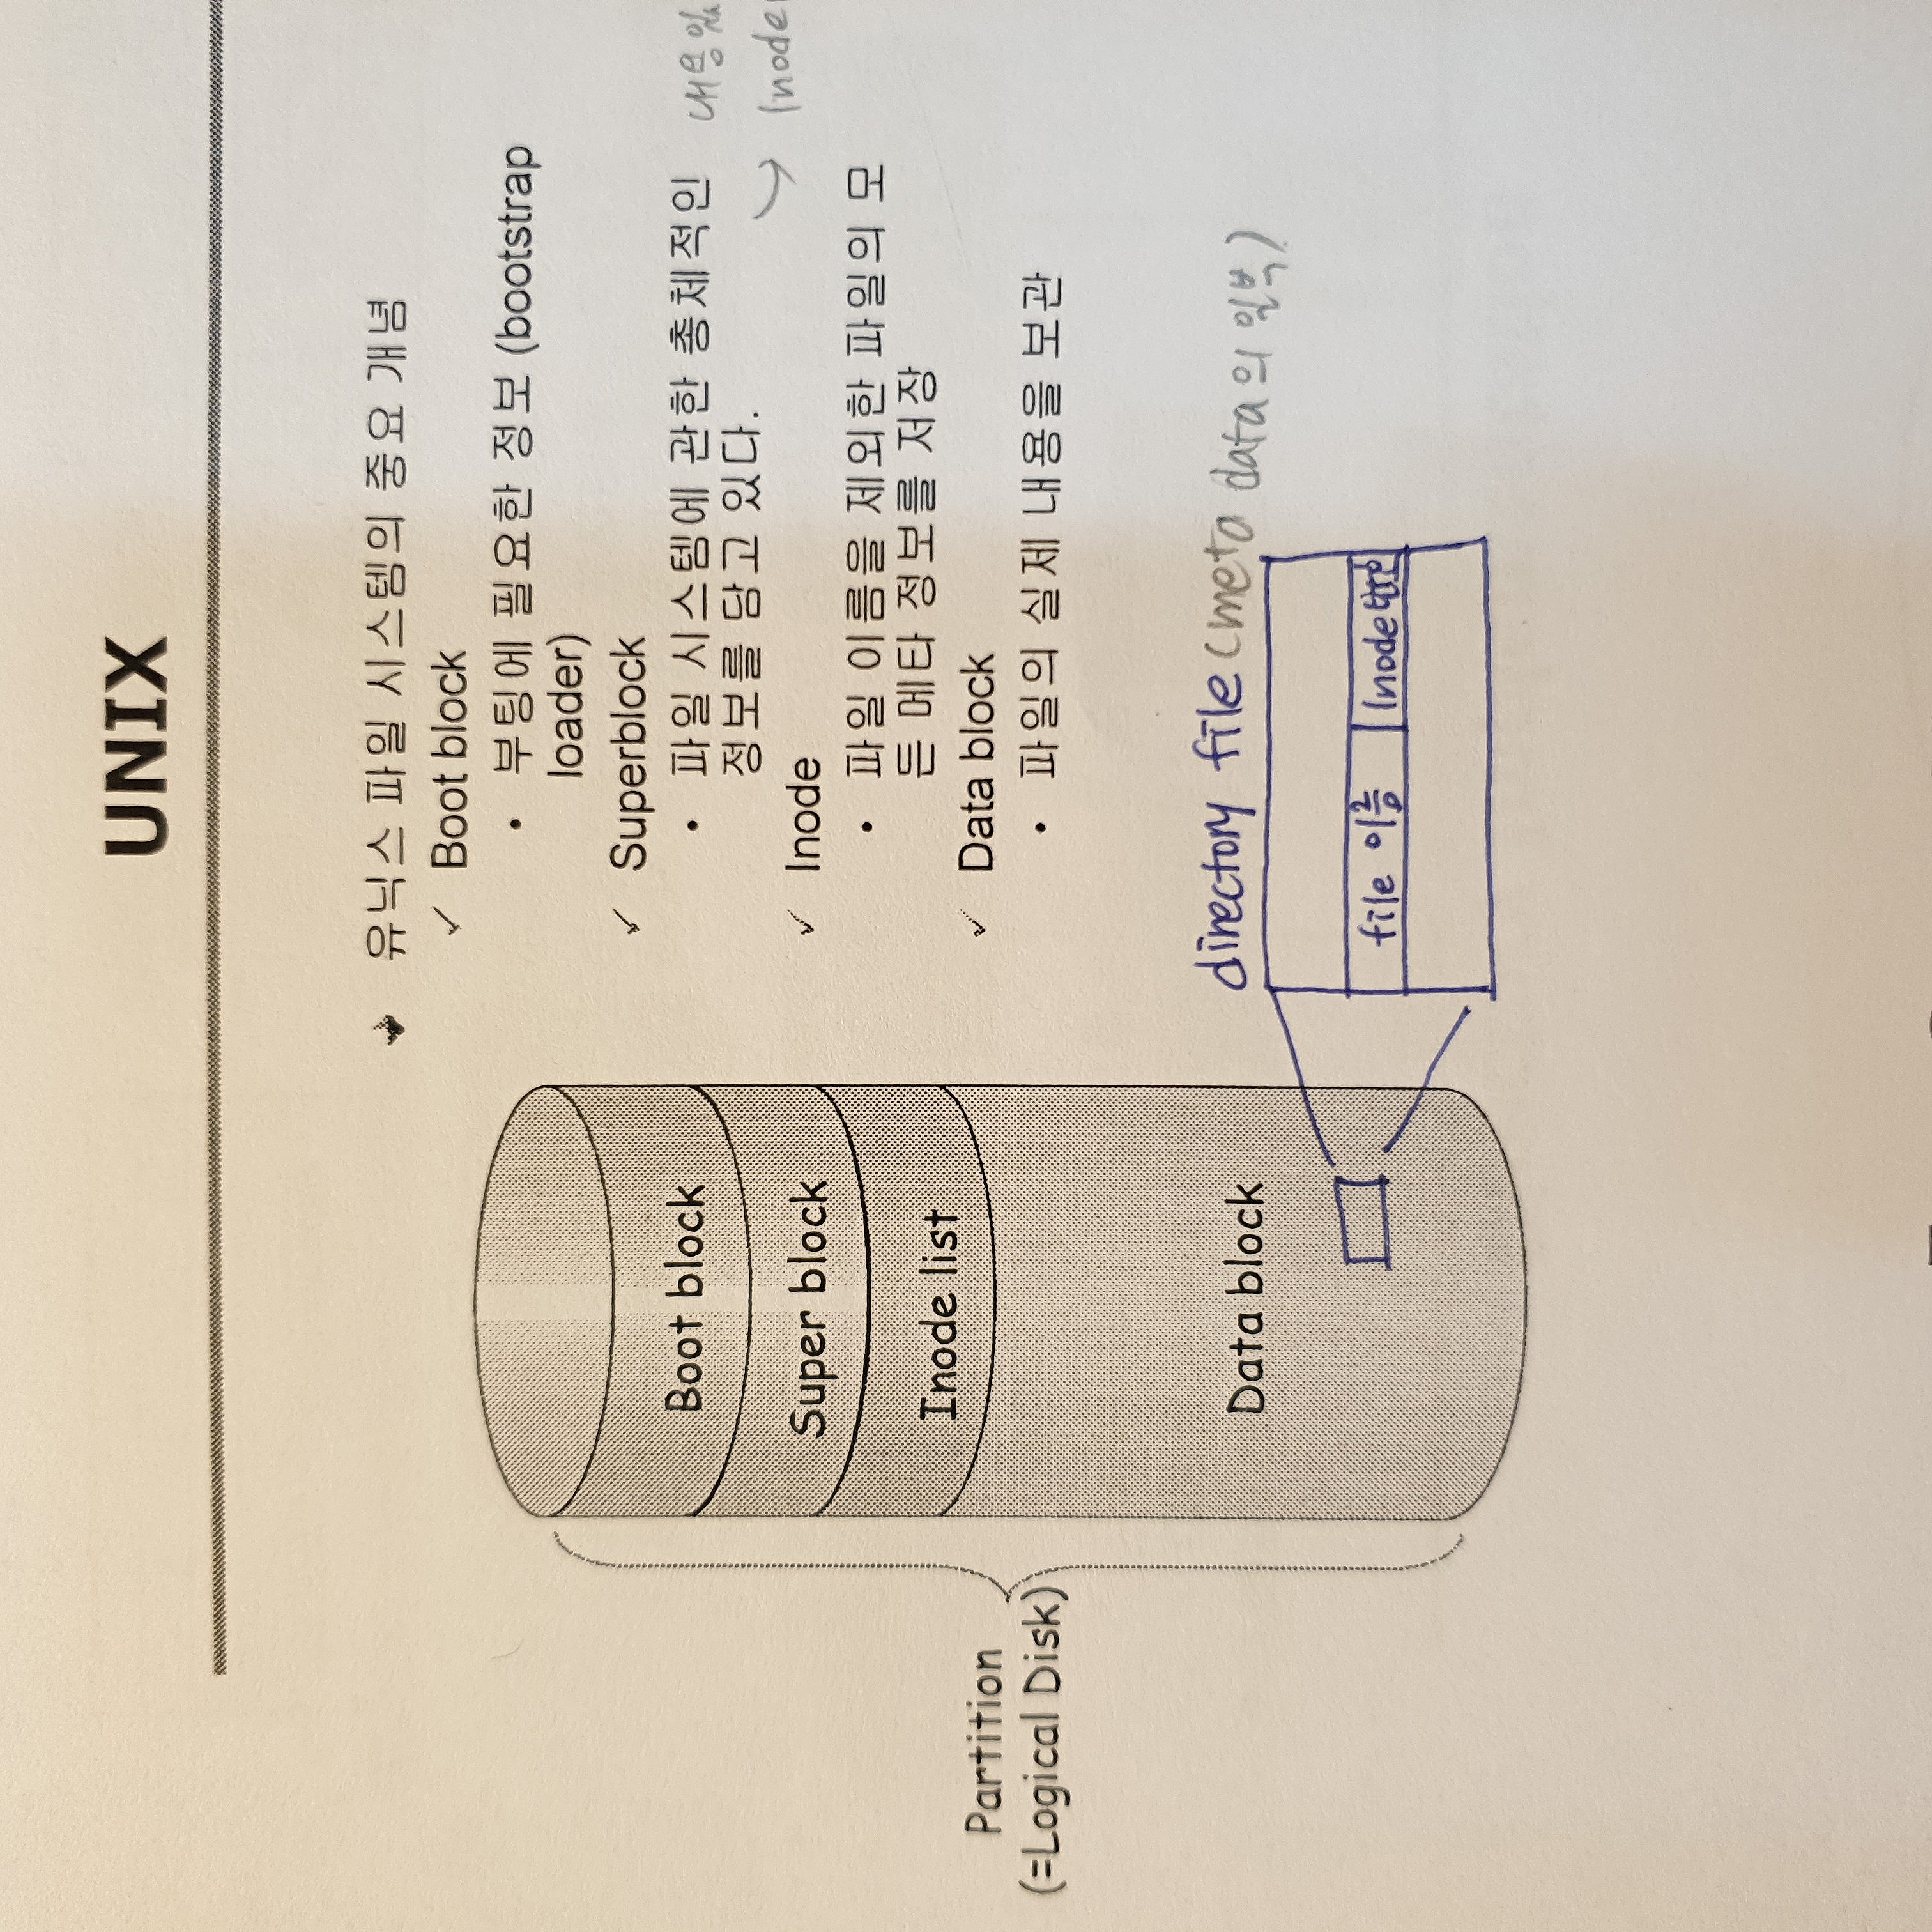 UNIX
유닉스 파일 시스템의 중요 개념
✓ Boot block
• 부팅에 필요한 정보 (bootstrap
loader)
✓ Superblock
• 파일 시스템에 관한 총체적인
정보를 담고 있다.
내용
Inode
✓ Inode
• 파일 이름을 제외한 파일의 모
든 메타 정보를 저장
✓ Data block
• 파일의 실제 내용을 보관
Boot block
Super block
Inode list
Data block
Partition
(=Logical Disk)
directory file (meta data의 일부)
file 이름 Inode번호